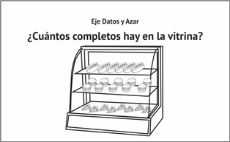 Eje Datos y Azar
¿Cuántos completos hay en la vitrina?